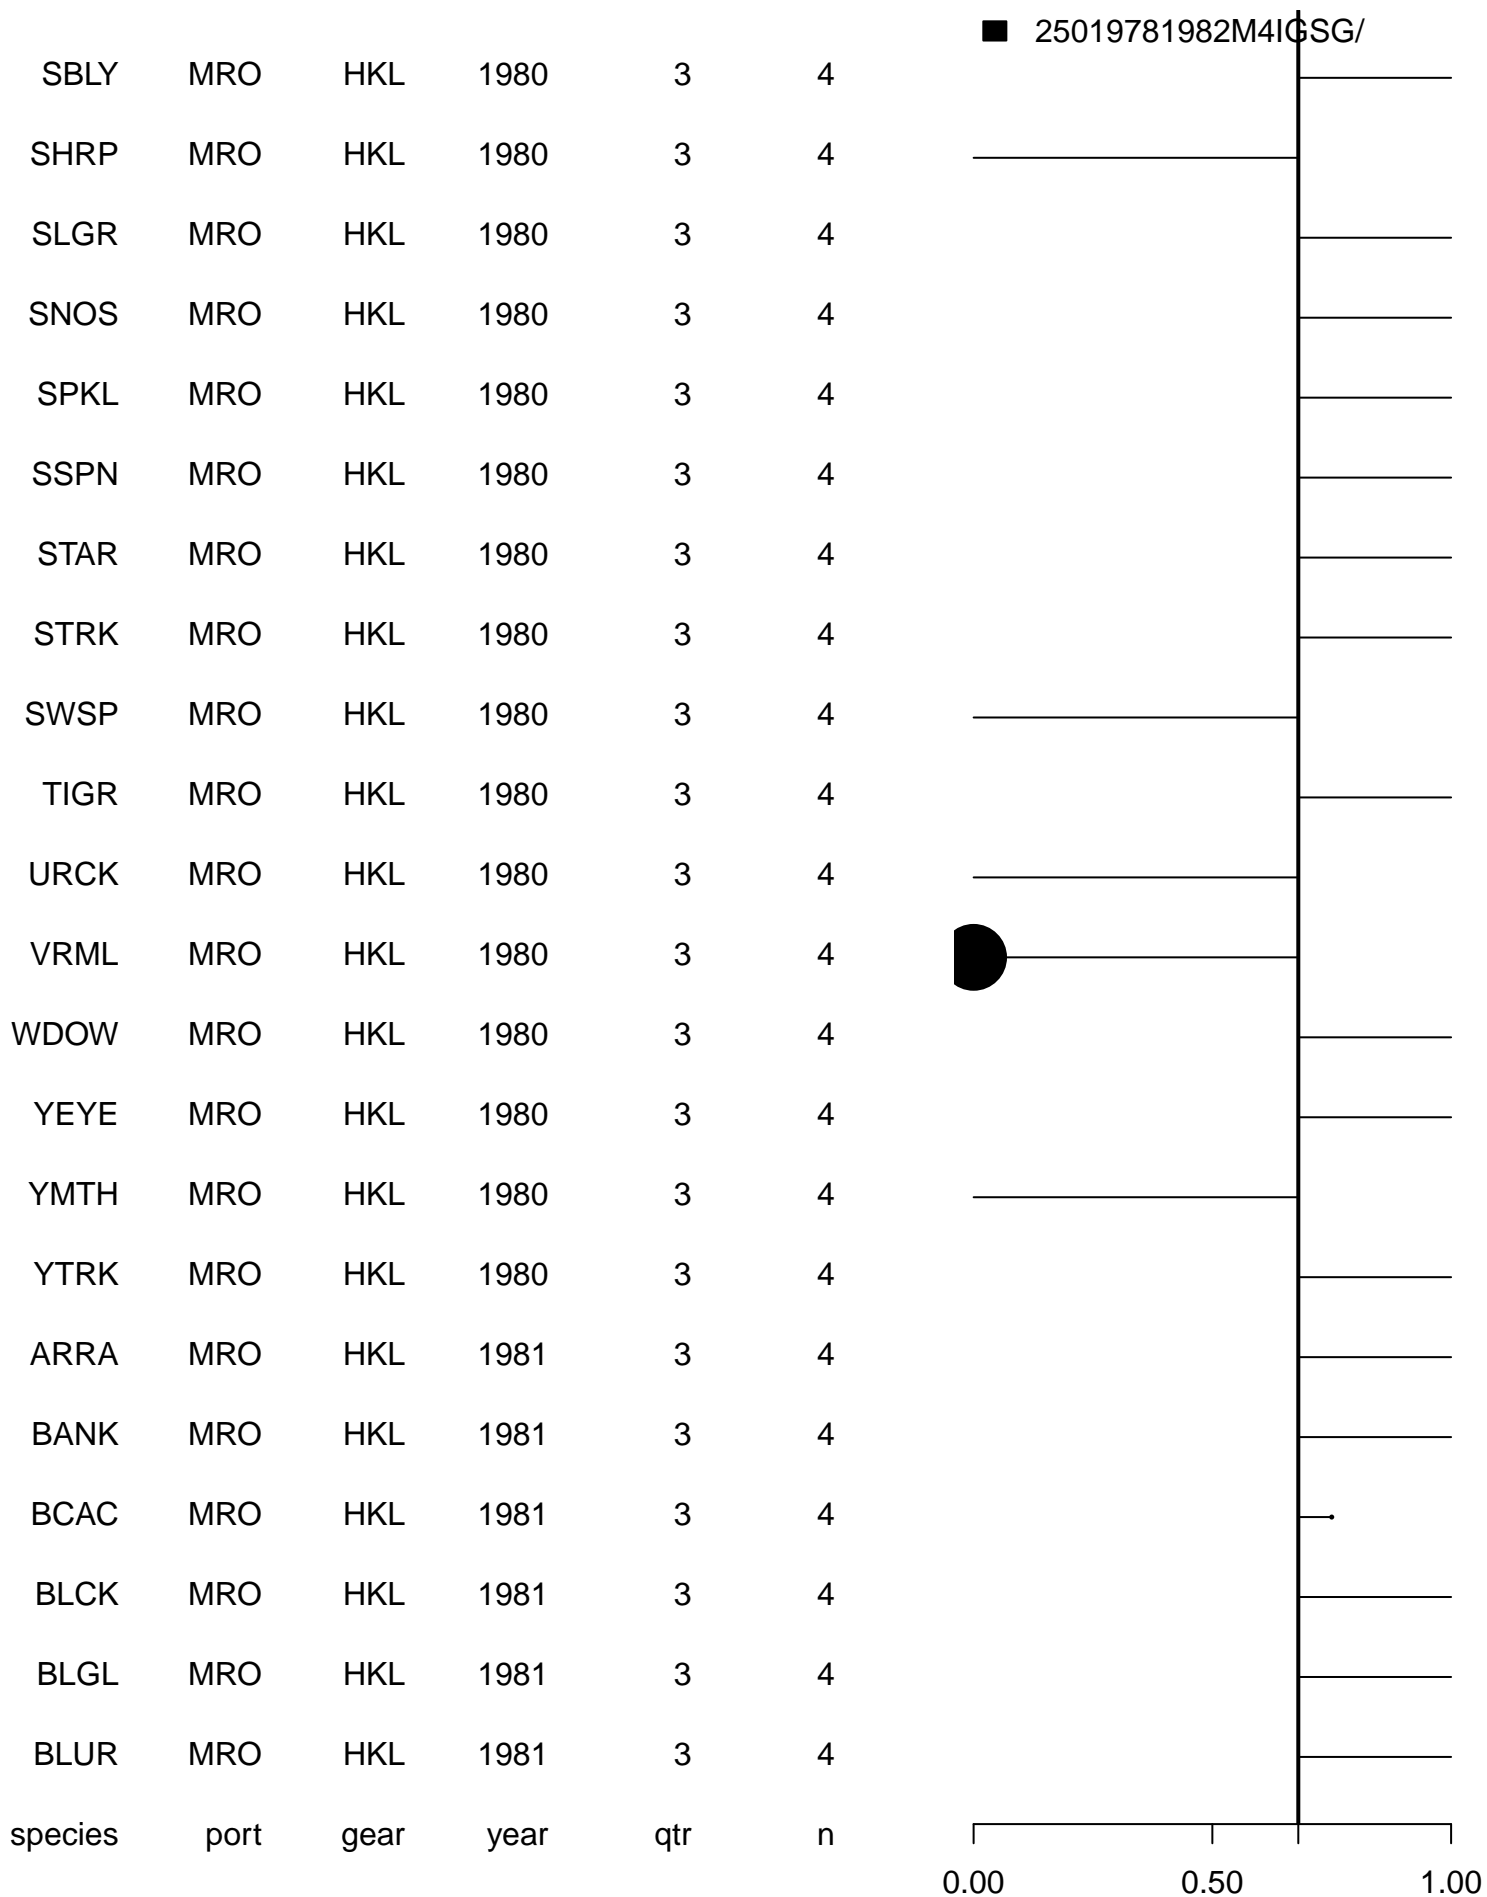 25019781982M4IGSG/
SBLY MRO HKL 1980 3 4
SHRP MRO HKL 1980 3 4
SLGR MRO HKL 1980 3 4
SNOS MRO HKL 1980 3 4
SPKL MRO HKL 1980 3 4
SSPN MRO HKL 1980 3 4
STAR MRO HKL 1980 3 4
STRK MRO HKL 1980 3 4
SWSP MRO HKL 1980 3 4
TIGR MRO HKL 1980 3 4
URCK MRO HKL 1980 3 4
VRML MRO HKL 1980 3 4
WDOW MRO HKL 1980 3 4
YEYE MRO HKL 1980 3 4
YMTH MRO HKL 1980 3 4
YTRK MRO HKL 1980 3 4
ARRA MRO HKL 1981 3 4
BANK MRO HKL 1981 3 4
BCAC MRO HKL 1981 3 4
BLCK MRO HKL 1981 3 4
BLGL MRO HKL 1981 3 4
BLUR MRO HKL 1981 3 4
species port gear year qtr n
0.00 0.50 1.00